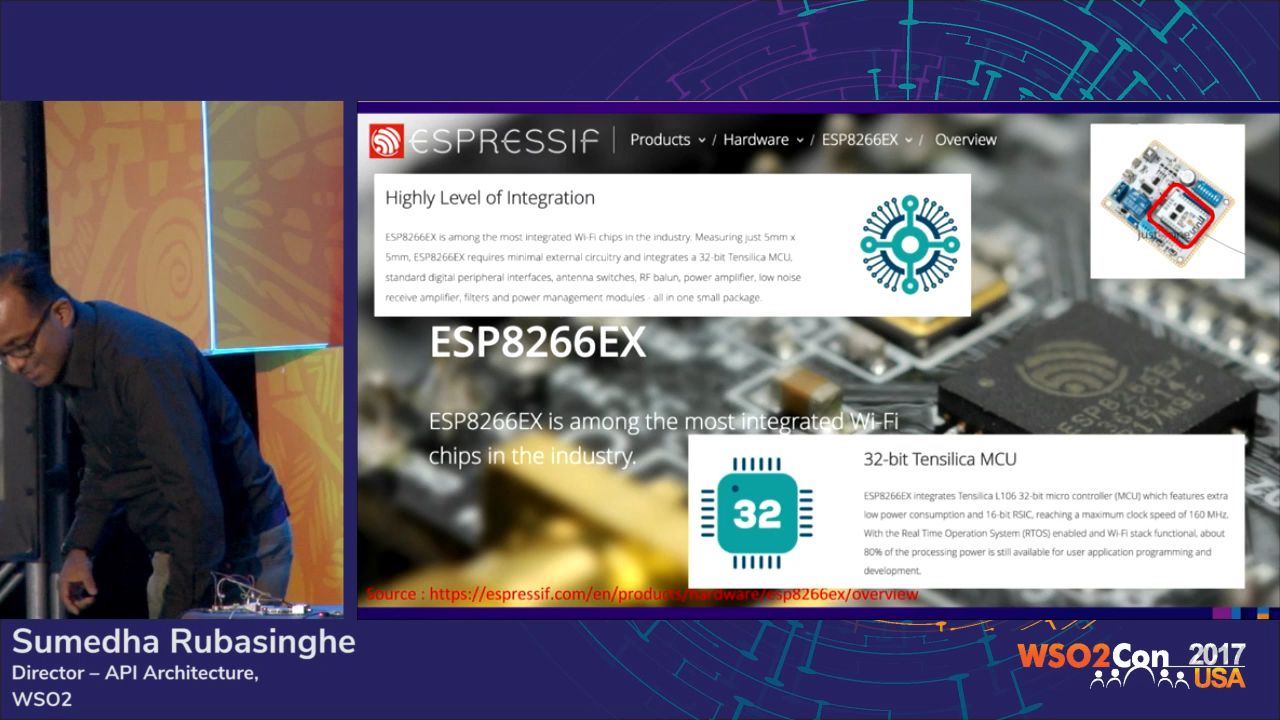 ESPRESSIF
Products / Hardware / ESP8266EX / Overview
Highly Level of Integration
ESP8266EX is among the most integrated Wi-Fi chips in the industry. Measuring just 5mm x
5mm, ESP8266EX requires minimal external circuitry and integrates a 32-bit Tensilica MCU,
standard digital peripheral interfaces, antenna switches, RF balun, power amplifier, low noise
receive amplifier, filters and power management modules - all in one small package.
ESP8266EX
ESP8266EX is among the most integrated Wi-Fi
chips in the industry.
ESP8266EX
32
32-bit Tensilica MCU
ESP8266EX integrates Tensilica L106 32-bit micro controller (MCU) which features extra
low power consumption and 16-bit RSIC, reaching a maximum clock speed of 160 MHz.
With the Real Time Operation System (RTOS) enabled and Wi-Fi stack functional, about
80% of the processing power is still available for user application programming and
development.
Source : https://espressif.com/en/products/hardware/esp8266ex/overview
Sumedha Rubasinghe
Director – API Architecture,
WSO2
WSO2Con 2017
USA